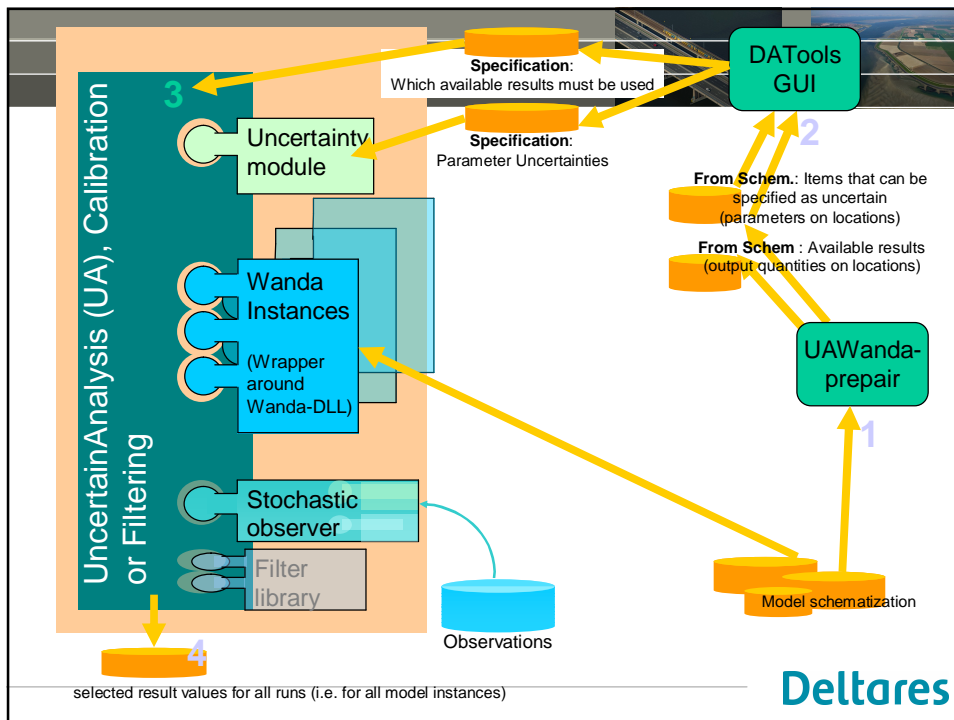 Specification:
Which available results must be used
DATools
GUI
3
Uncertainty
module
Specification:
Parameter Uncertainties
2
From Schem.: Items that can be
specified as uncertain
(parameters on locations)
From Schem : Available results
(output quantities on locations)
UncertainAnalysis (UA), Calibration
or Filtering
Wanda
Instances
(Wrapper
around
Wanda-DLL)
UAWanda-
prepair
1
Stochastic
observer
Filter
library
Observations
Model schematization
4
selected result values for all runs (i.e. for all model instances)
Deltares